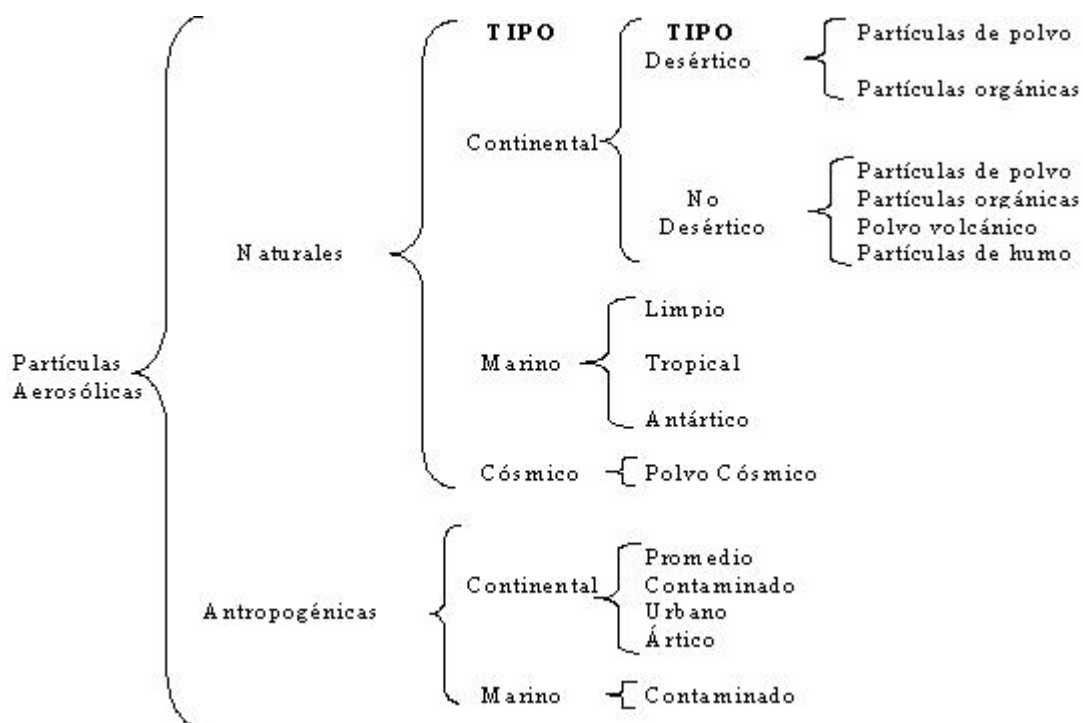 Partículas
Aerosólicas
Naturales
TIPO
Continental
TIPO
Desértico
Partículas de polvo
Partículas orgánicas
No
Desértico
Partículas de polvo
Partículas orgánicas
Polvo volcánico
Partículas de humo
Marino
Limpio
Tropical
Antártico
Cósmico
Polvo Cósmico
Antropogénicas
Continental
Promedio
Contaminado
Urbano
Ártico
Marino
Contaminado